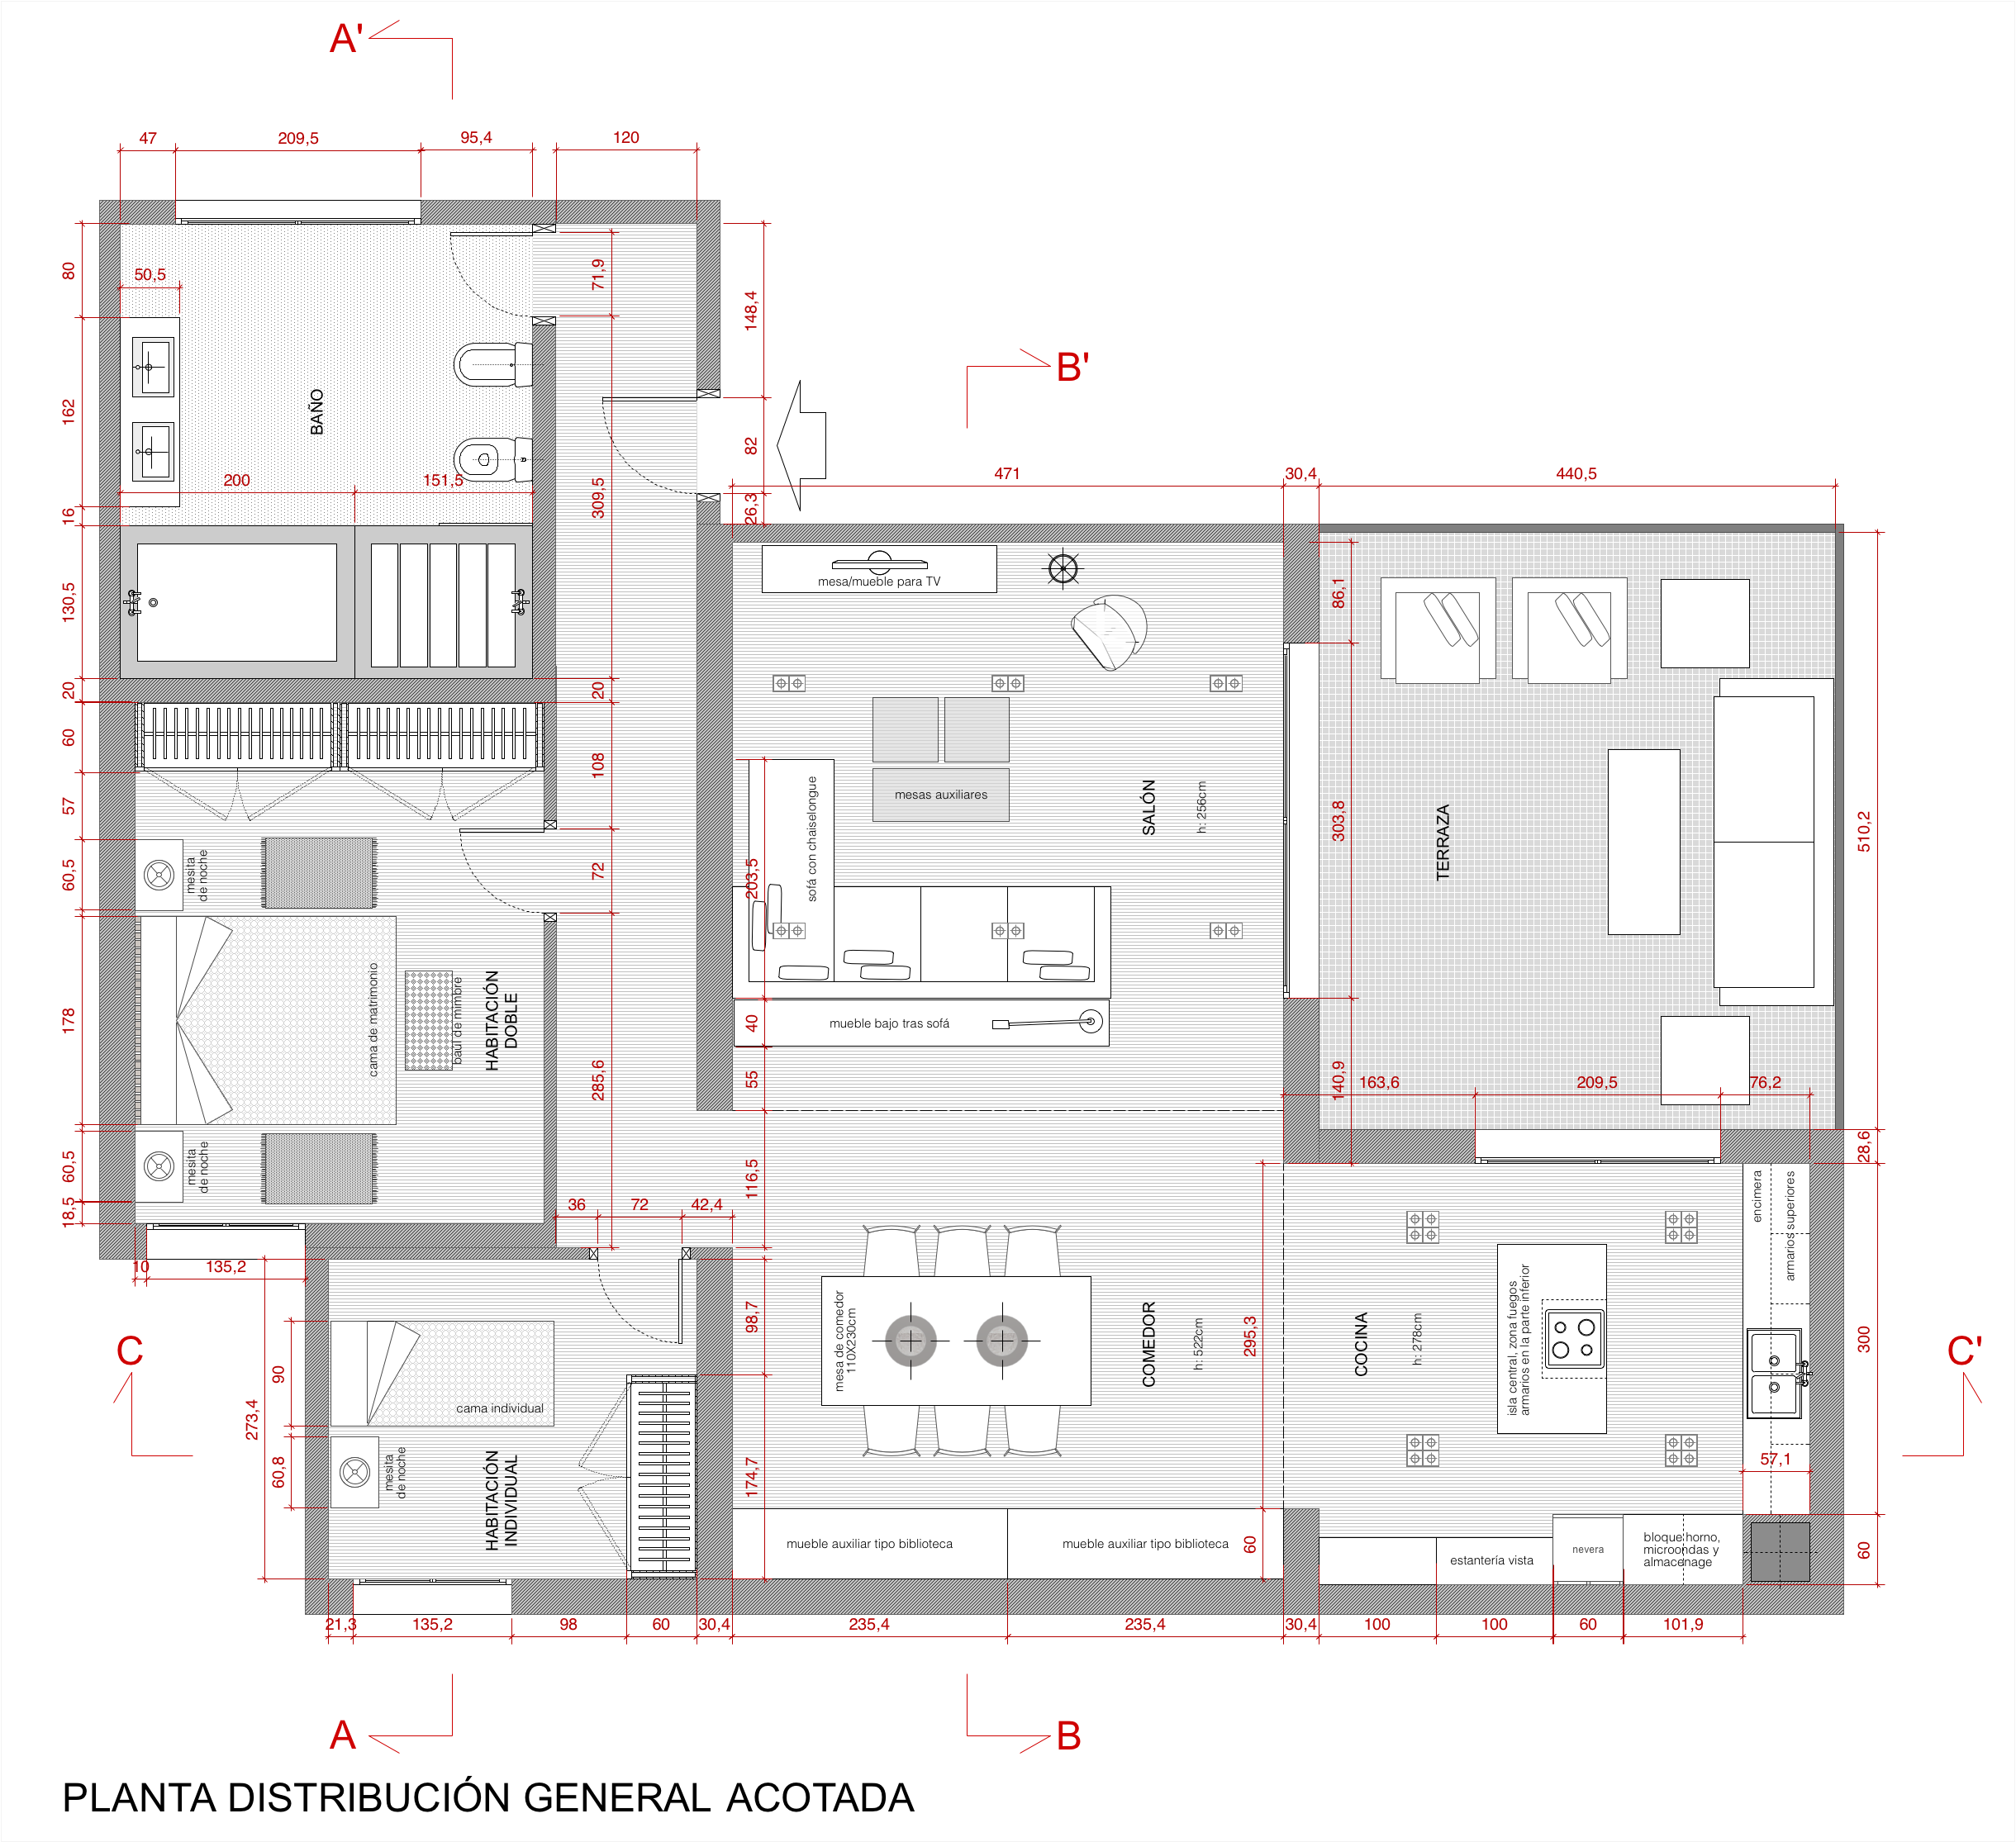 A'
47
209,5
95,4
120
80
50,5
71,9
148,4
B'
162
BAÑO
82
200
151,5
309,5
26,3
471
30,4
440,5
16
130,5
mesa/mueble para TV
86,1
20
20
60
108
57
mesas auxiliares
sofá con chaiselongue
SALÓN
h: 256cm
303,8
TERRAZA
510,2
60,5
mesita
de noche
72
203,5
178
cama de matrimonio
baúl de mimbre
HABITACIÓN
DOBLE
285,6
40
mueble bajo tras sofá
55
140,9
163,6
209,5
76,2
60,5
mesita
de noche
18,5
116,5
28,6
36
72
42,4
10
135,2
encimera
armarios superiores
C
98,7
mesa de comedor
110X230cm
COMEDOR
h: 522cm
295,3
COCINA
h: 278cm
isla central, zona fuegos
armarios en la parte inferior
300
C'
90
273,4
cama individual
60,8
mesita
de noche
HABITACIÓN
INDIVIDUAL
174,7
57,1
mueble auxiliar tipo biblioteca
mueble auxiliar tipo biblioteca
60
estantería vista
nevera
bloque horno,
microondas y
almacenage
60
21,3
135,2
98
60
30,4
235,4
235,4
30,4
100
100
60
101,9
A
B
PLANTA DISTRIBUCIÓN GENERAL ACOTADA